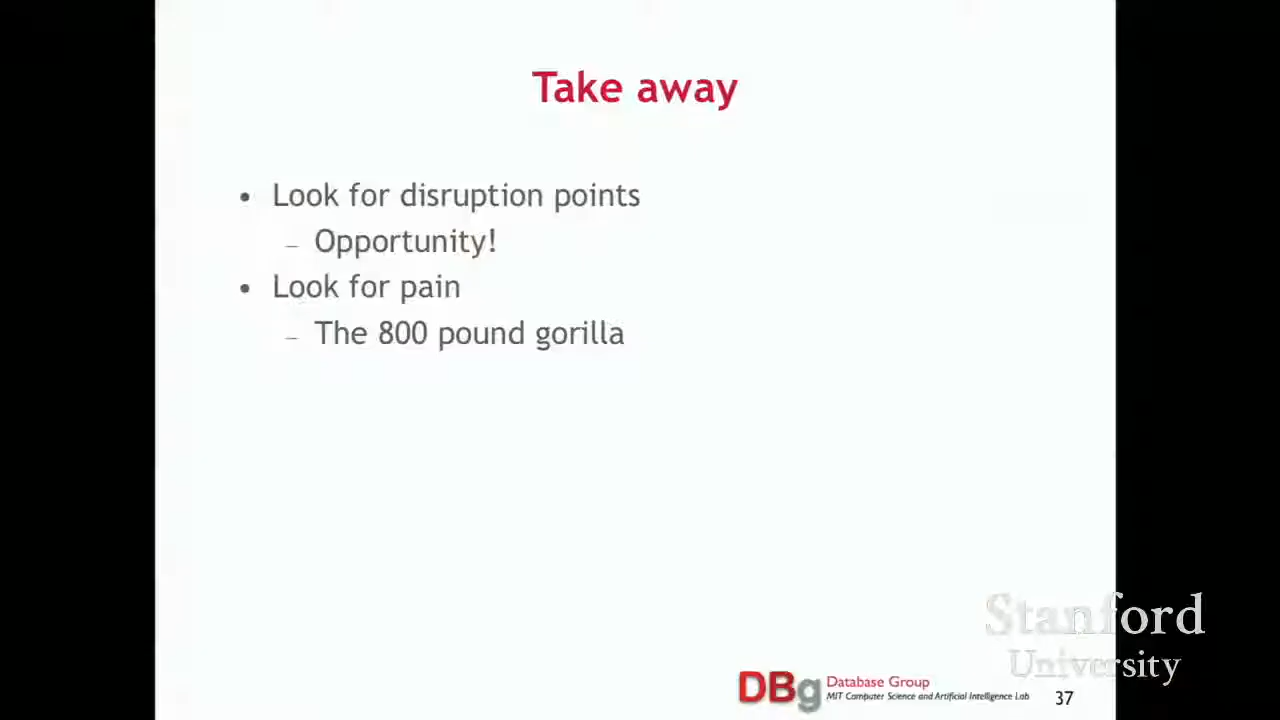 Take away
• Look for disruption points
– Opportunity!
• Look for pain
– The 800 pound gorilla
Stanford
University
DBg Database Group
MIT Computer Science and Artificial Intelligence Lab
37